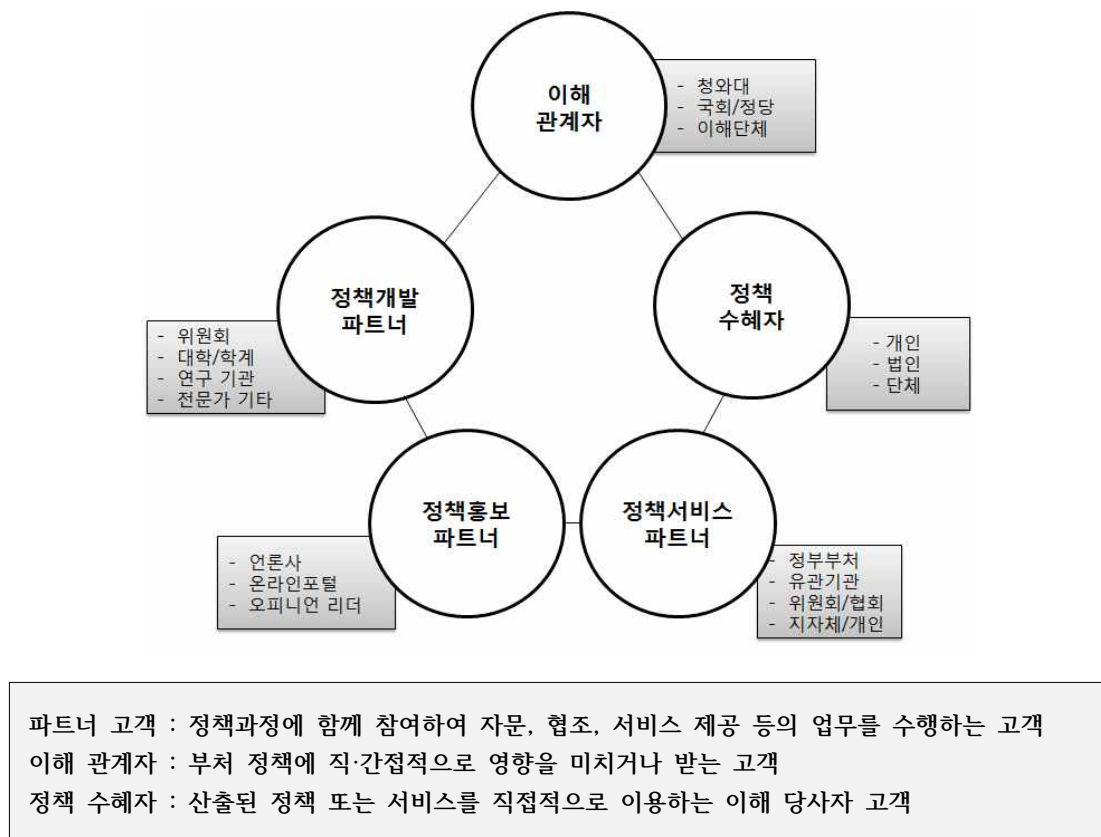 이해
관계자
- 청와대
- 국회/정당
- 이해단체
정책개발
파트너
- 위원회
- 대학/학계
- 연구 기관
- 전문가 기타
정책
수혜자
- 개인
- 법인
- 단체
정책홍보
파트너
- 언론사
- 온라인포털
- 오피니언 리더
정책서비스
파트너
- 정부부처
- 유관기관
- 위원회/협회
- 지자체/개인
파트너 고객 : 정책과정에 함께 참여하여 자문, 협조, 서비스 제공 등의 업무를 수행하는 고객
이해 관계자 : 부처 정책에 직·간접적으로 영향을 미치거나 받는 고객
정책 수혜자 : 산출된 정책 또는 서비스를 직접적으로 이용하는 이해 당사자 고객